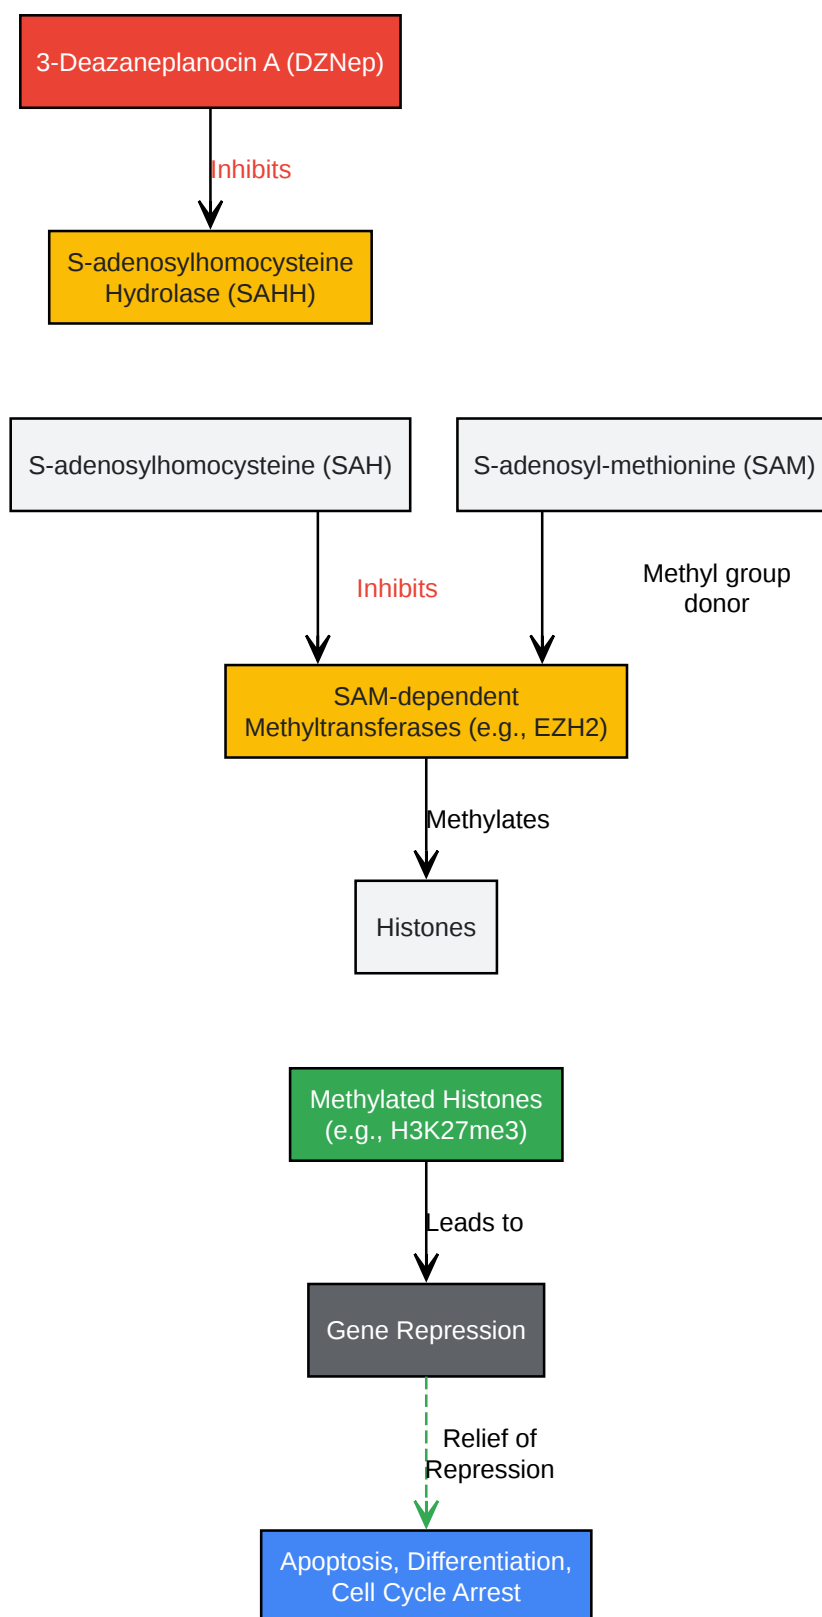 3-Deazaneplanocin A (DZNep)
Inhibits
S-adenosylhomocysteine
Hydrolase (SAHH)
S-adenosylhomocysteine (SAH)
S-adenosyl-methionine (SAM)
Inhibits
Methyl group
donor
SAM-dependent
Methyltransferases (e.g., EZH2)
Methylates
Histones
Methylated Histones
(e.g., H3K27me3)
Leads to
Gene Repression
Relief of
Repression
Apoptosis, Differentiation,
Cell Cycle Arrest